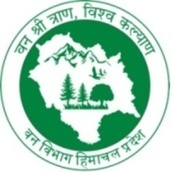 वन श्री त्राण, विश्व कल्याण
वन विभाग हिमाचल प्रदेश